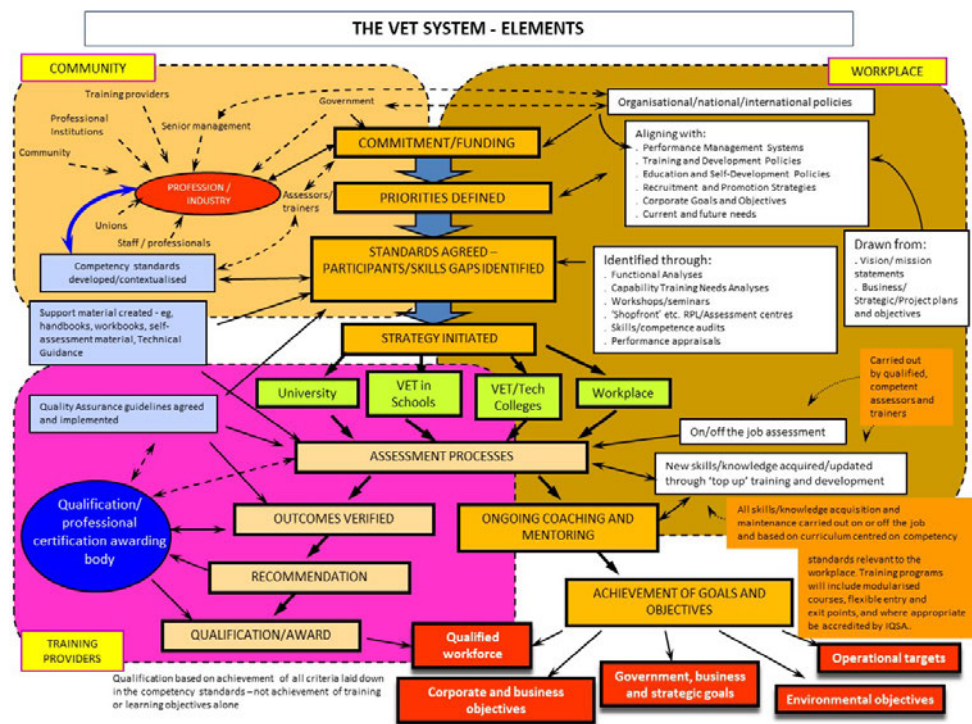 THE VET SYSTEM - ELEMENTS
COMMUNITY
WORKPLACE
Training providers
Government
Professional
Institutions
Senior management
Community
PROFESSION /
INDUSTRY
Assessors/
trainers
Unions
Staff / professionals
Competency standards
developed/contextualised
Support material created - eg,
handbooks, workbooks, self-
assessment material, Technical
Guidance
Quality Assurance guidelines agreed
and implemented
COMMITMENT/FUNDING
PRIORITIES DEFINED
STANDARDS AGREED –
PARTICIPANTS/SKILLS GAPS IDENTIFIED
STRATEGY INITIATED
Organisational/national/international policies
Aligning with:
. Performance Management Systems
. Training and Development Policies
. Education and Self-Development Policies
. Recruitment and Promotion Strategies
. Corporate Goals and Objectives
. Current and future needs
Identified through:
. Functional Analyses
. Capability Training Needs Analyses
. Workshops/seminars
. 'Shopfront' etc. RPL/Assessment centres
. Skills/competence audits
. Performance appraisals
Drawn from:
. Vision/ mission
statements
. Business/
Strategic/Project plans
and objectives
University
VET in
Schools
VET/Tech
Colleges
Workplace
Carried out
by qualified,
competent
assessors and
trainers
On/off the job assessment
ASSESSMENT PROCESSES
New skills/knowledge acquired/updated
through 'top up' training and development
Qualification/
professional
certification awarding
body
OUTCOMES VERIFIED
ONGOING COACHING AND
MENTORING
All skills/knowledge acquisition and
maintenance carried out on or off the job
and based on curriculum centred on competency
standards relevant to the
workplace. Training programs
will include modularised
courses, flexible entry and
exit points, and where appropriate
be accredited by IQSA..
RECOMMENDATION
ACHIEVEMENT OF GOALS AND
OBJECTIVES
QUALIFICATION/AWARD
TRAINING
PROVIDERS
Qualified
workforce
Operational targets
Corporate and business
objectives
Government, business
and strategic goals
Environmental objectives
Qualification based on achievement of all criteria laid down
in the competency standards – not achievement of training
or learning objectives alone